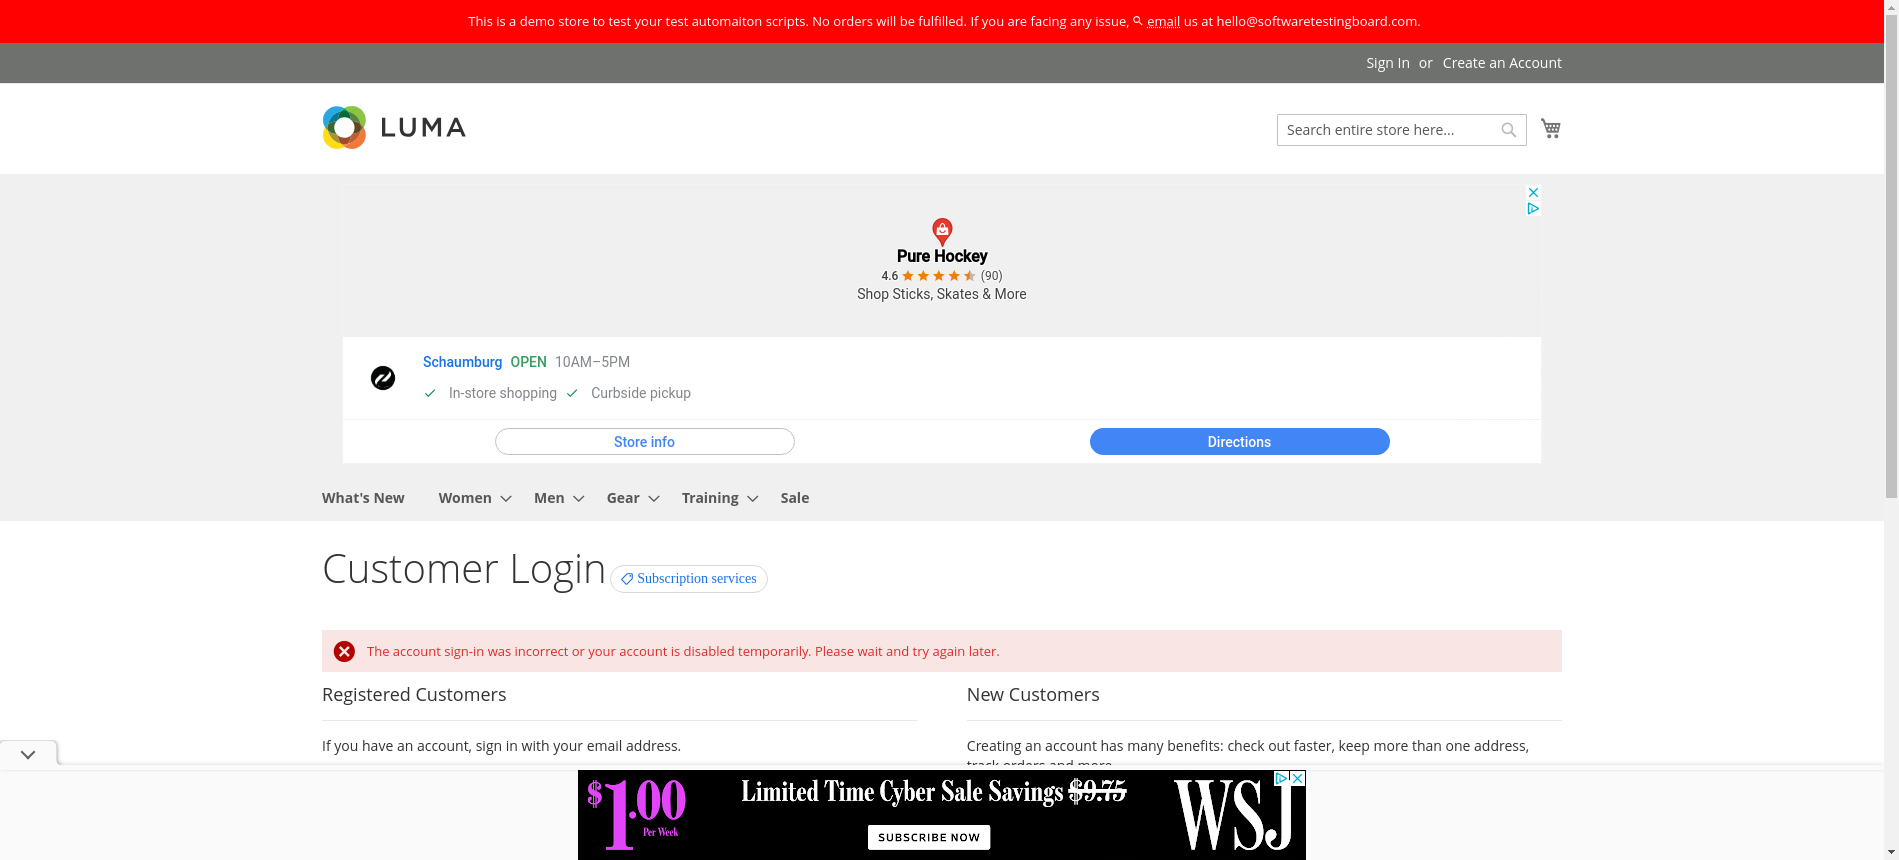 This is a demo store to test your test automaiton scripts. No orders will be fulfilled. If you are facing any issue, email us at hello@softwaretestingboard.com.
Sign In or Create an Account
LUMA
Search entire store here...
Pure Hockey
4.6 (90)
Shop Sticks, Skates & More
Schaumburg OPEN 10AM–5PM
In-store shopping Curbside pickup
Store info Directions
What's New Women Men Gear Training Sale
Customer Login Subscription services
The account sign-in was incorrect or your account is disabled temporarily. Please wait and try again later.
Registered Customers
If you have an account, sign in with your email address.
New Customers
Creating an account has many benefits: check out faster, keep more than one address,
track orders and more.
$1.00
Per Week
Limited Time Cyber Sale Savings $9.75
SUBSCRIBE NOW
WSJ